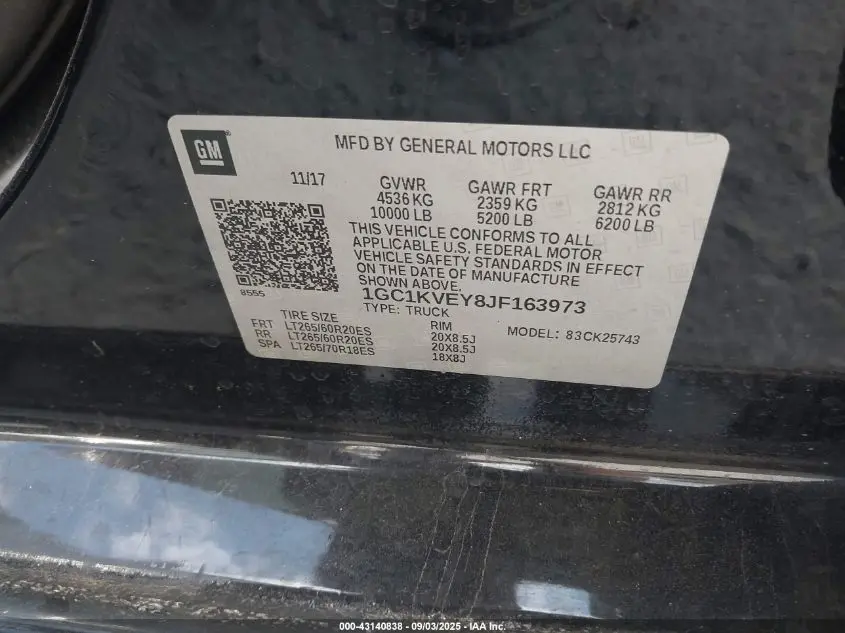 GM
MFD BY GENERAL MOTORS LLC
11/17
GVWR
4536 KG
10000 LB
GAWR FRT
2359 KG
5200 LB
GAWR RR
2812 KG
6200 LB
THIS VEHICLE CONFORMS TO ALL
APPLICABLE U.S. FEDERAL MOTOR
VEHICLE SAFETY STANDARDS IN EFFECT
ON THE DATE OF MANUFACTURE
SHOWN ABOVE.
8555
1GC1KVEY8JF163973
TYPE: TRUCK
MODEL: 83CK25743
TIRE SIZE RIM
FRT LT265/60R20ES 20X8.5J
RR LT265/60R20ES 20X8.5J
SPA LT265/70R18ES 18X8J
000-43140838 - 09/03/2025 - IAA Inc.